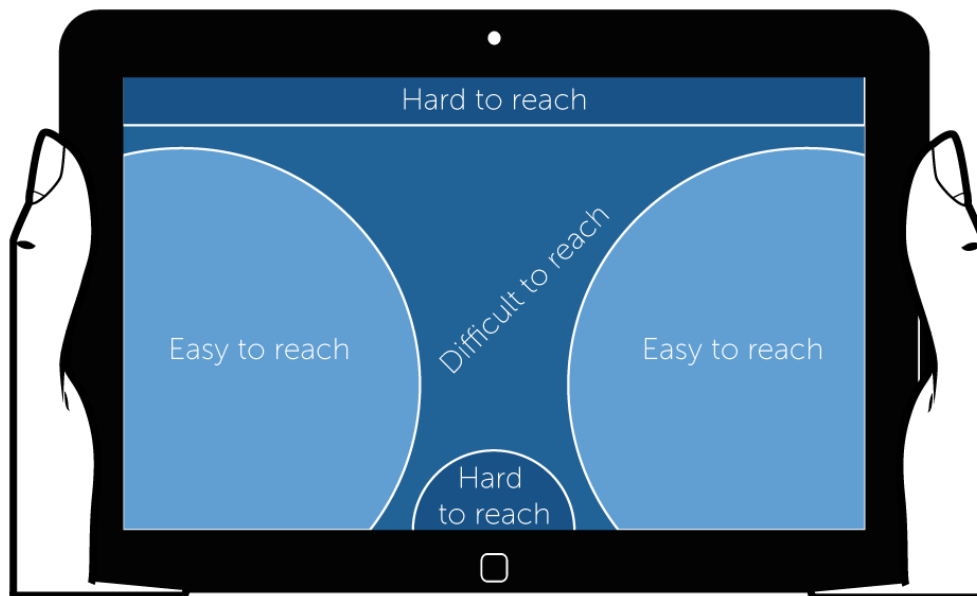 Hard to reach
Difficult to reach
Easy to reach
Easy to reach
Hard
to reach